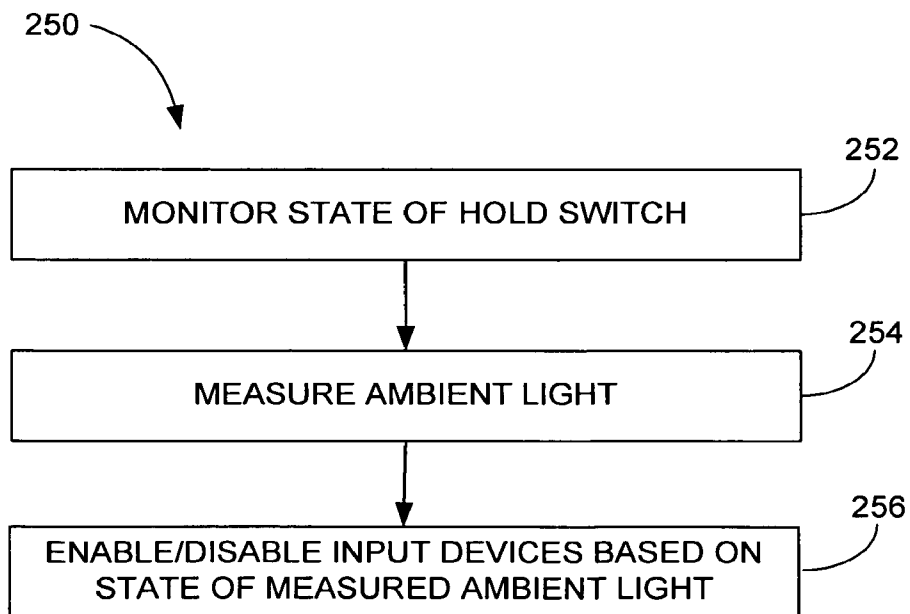 250
252
MONITOR STATE OF HOLD SWITCH
254
MEASURE AMBIENT LIGHT
256
ENABLE/DISABLE INPUT DEVICES BASED ON
STATE OF MEASURED AMBIENT LIGHT